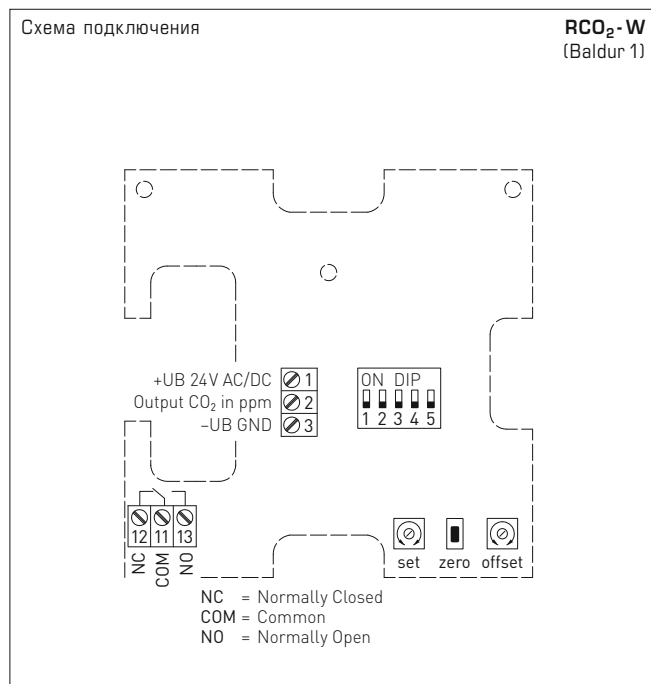 Схема подключения
RCO₂-W
(Baldur 1)
+UB 24V AC/DC 1
Output CO₂ in ppm 2
–UB GND 3
ON DIP
1 2 3 4 5
12 11 13
NC COM NO
set zero offset
NC = Normally Closed
COM = Common
NO = Normally Open